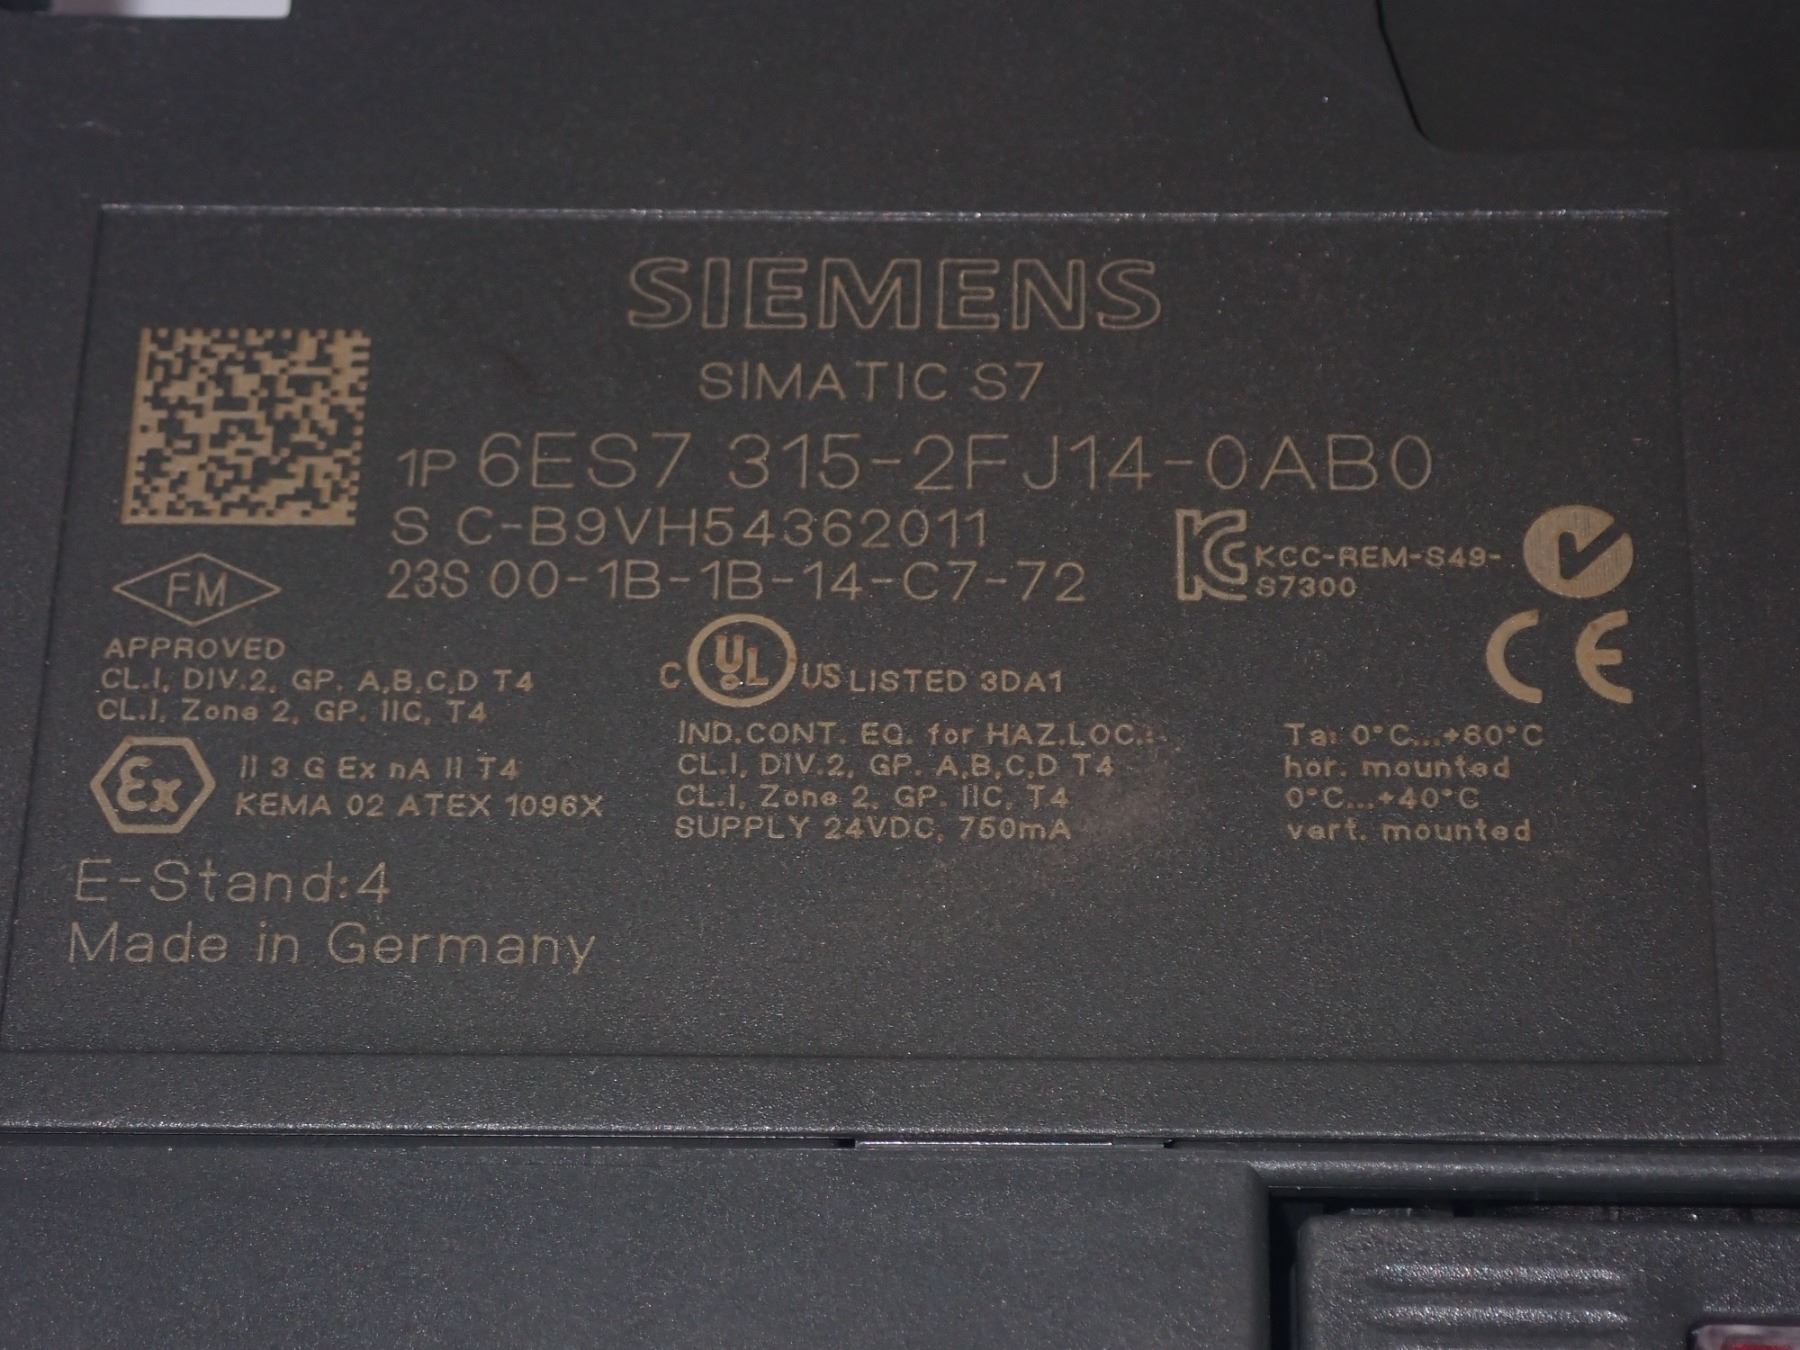 SIEMENS
SIMATIC S7
1P 6ES7 315-2FJ14-0AB0
S C-B9VH54362011
23S 00-1B-1B-14-C7-72
KCC-REM-S49-
S7300
FM
APPROVED
CL.I, DIV.2, GP. A,B,C,D T4
CL.I, Zone 2, GP. IIC, T4
Ex
II 3 G Ex nA II T4
KEMA 02 ATEX 1096X
C UL US LISTED 3DA1
IND.CONT. EQ. for HAZ.LOC.:
CL.I, DIV.2, GP. A,B,C,D T4
CL.I, Zone 2, GP. IIC, T4
SUPPLY 24VDC, 750mA
CE
Ta: 0°C...+60°C
hor. mounted
0°C...+40°C
vert. mounted
E-Stand:4
Made in Germany